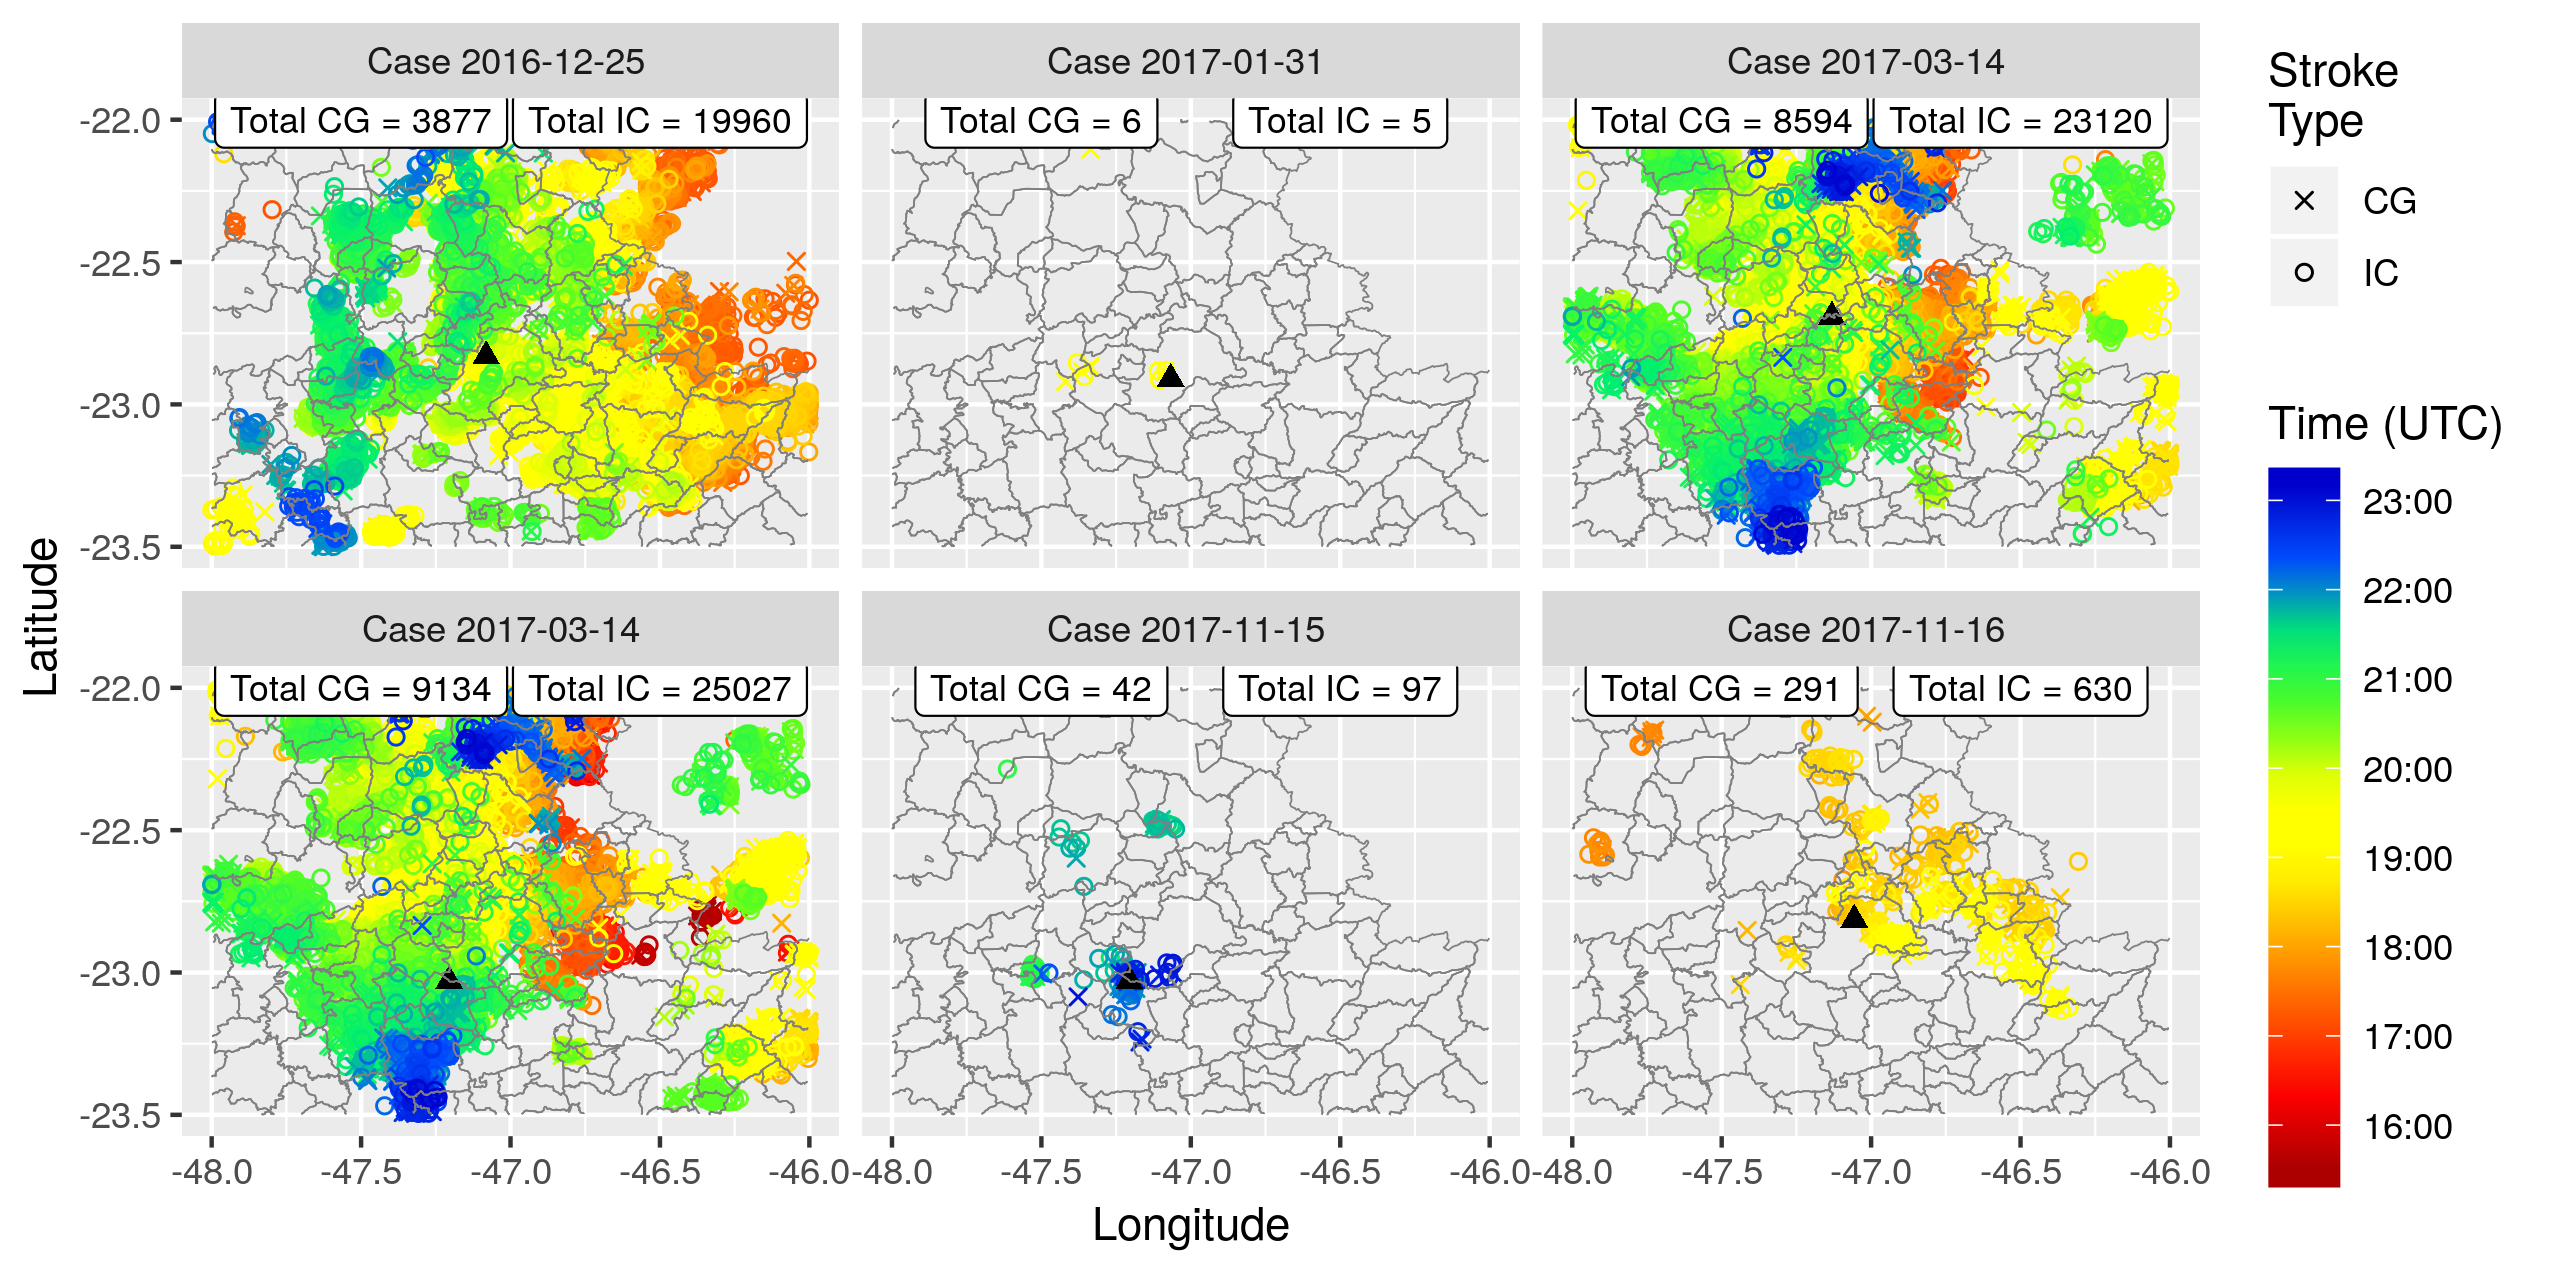 Case 2016-12-25
Case 2017-01-31
Case 2017-03-14
Total CG = 3877
Total IC = 19960
Total CG = 6
Total IC = 5
Total CG = 8594
Total IC = 23120
-22.0
-22.5
-23.0
-23.5
Case 2017-03-14
Case 2017-11-15
Case 2017-11-16
Total CG = 9134
Total IC = 25027
Total CG = 42
Total IC = 97
Total CG = 291
Total IC = 630
-22.0
-22.5
-23.0
-23.5
-48.0 -47.5 -47.0 -46.5 -46.0
-48.0 -47.5 -47.0 -46.5 -46.0
-48.0 -47.5 -47.0 -46.5 -46.0
Longitude
Latitude
Stroke
Type
CG
IC
Time (UTC)
23:00
22:00
21:00
20:00
19:00
18:00
17:00
16:00